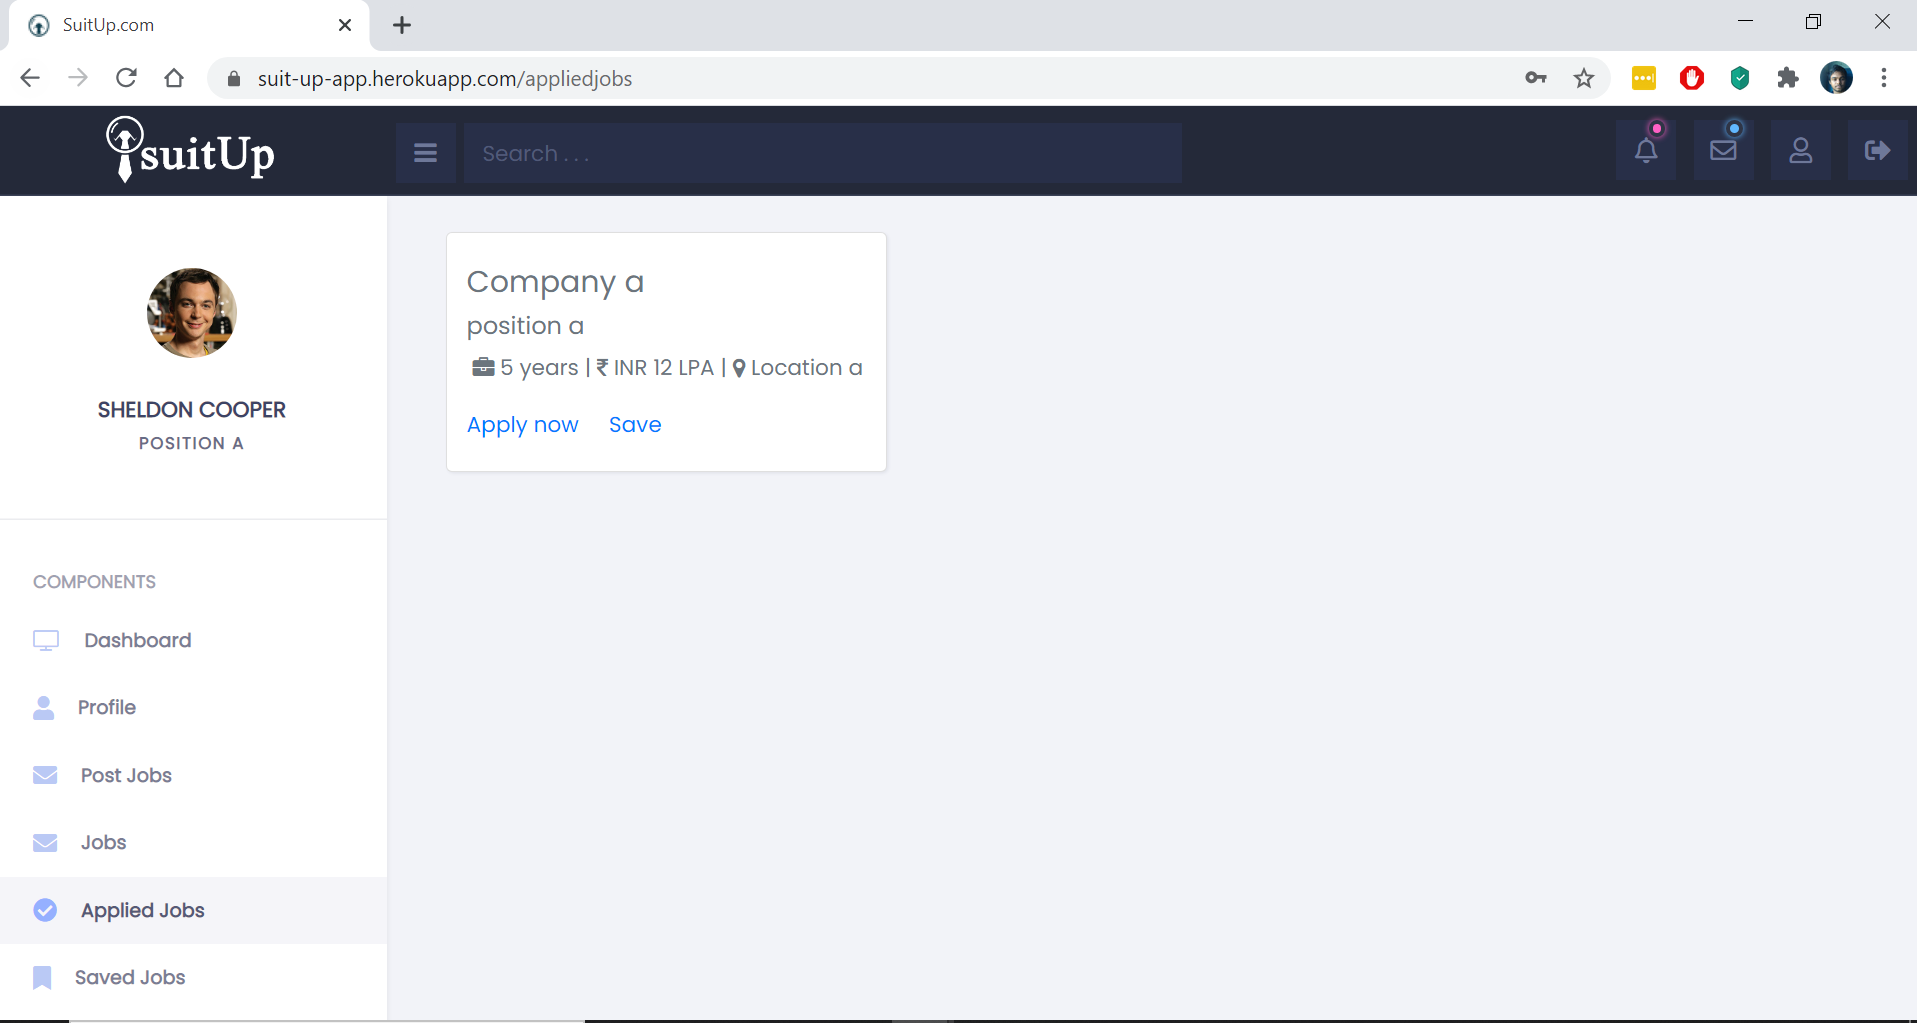 SuitUp.com
suit-up-app.herokuapp.com/appliedjobs
suitUp
Search . . .
SHELDON COOPER
POSITION A
COMPONENTS
Dashboard
Profile
Post Jobs
Jobs
Applied Jobs
Saved Jobs
Company a
position a
5 years | ₹ INR 12 LPA | Location a
Apply now Save